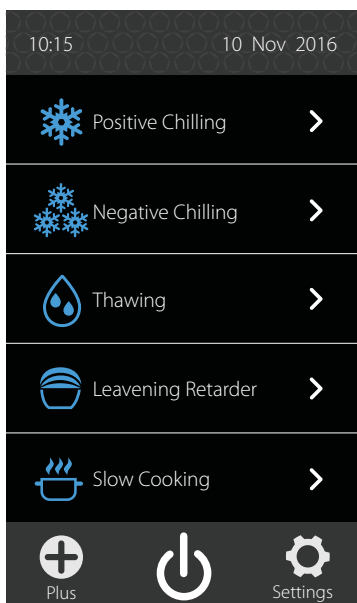 10:15 10 Nov 2016
Positive Chilling
Negative Chilling
Thawing
Leavening Retarder
Slow Cooking
Plus Settings